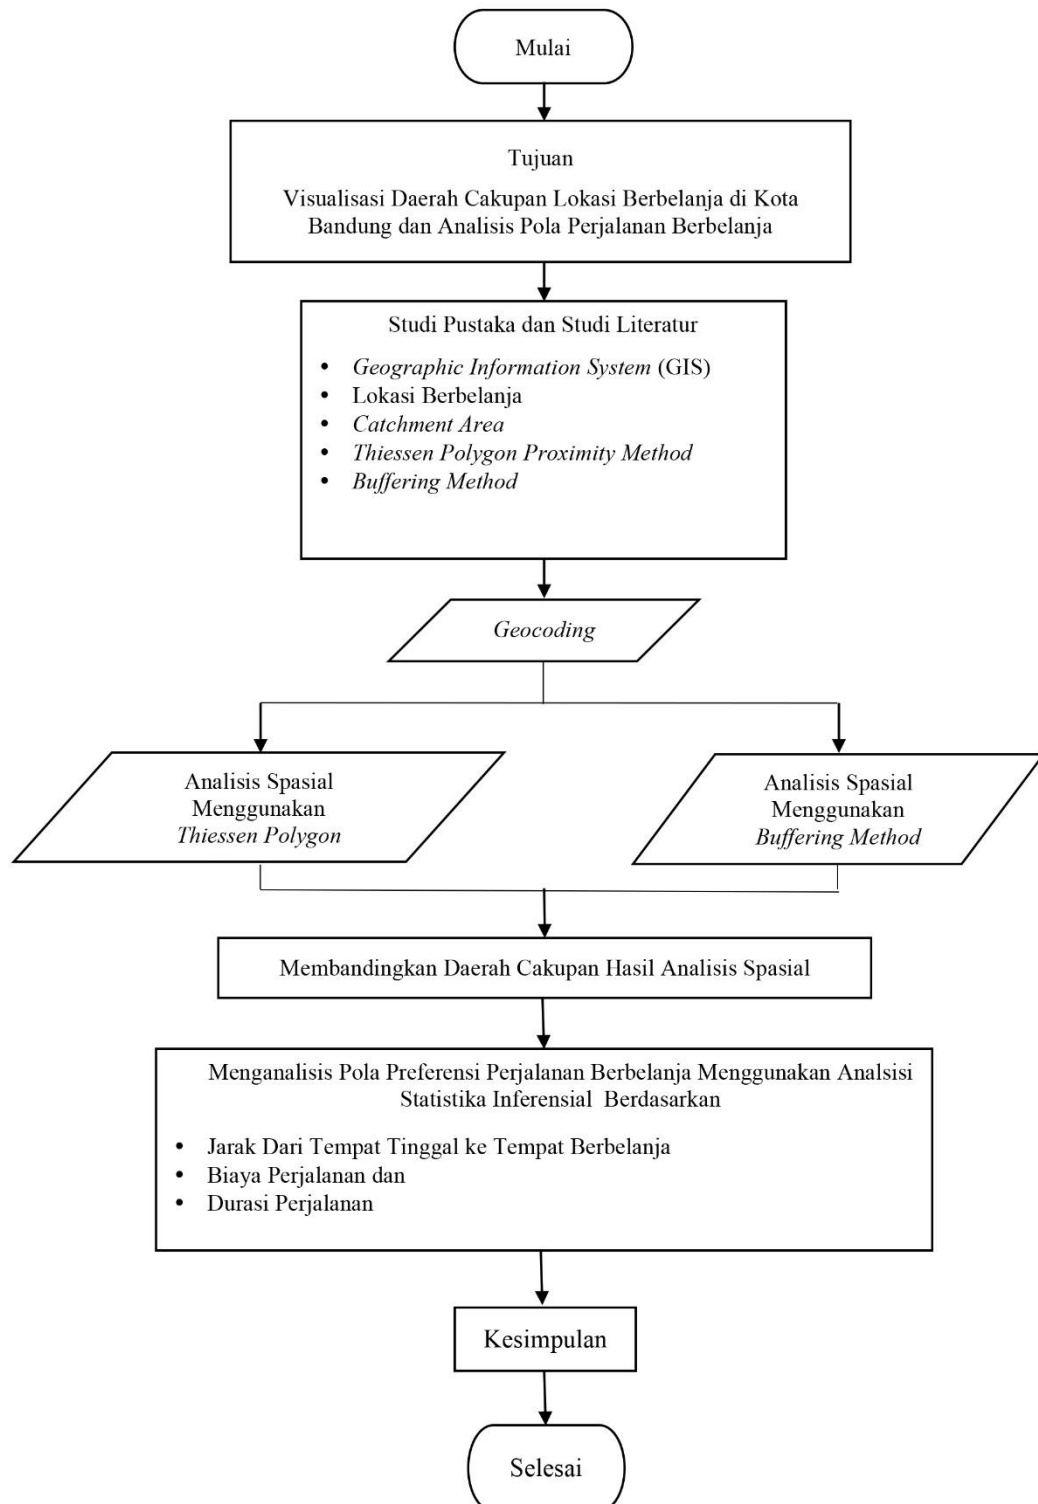 Mulai
Tujuan
Visualisasi Daerah Cakupan Lokasi Berbelanja di Kota
Bandung dan Analisis Pola Perjalanan Berbelanja
Studi Pustaka dan Studi Literatur
• Geographic Information System (GIS)
• Lokasi Berbelanja
• Catchment Area
• Thiessen Polygon Proximity Method
• Buffering Method
Geocoding
Analisis Spasial
Menggunakan
Thiessen Polygon
Analisis Spasial
Menggunakan
Buffering Method
Membandingkan Daerah Cakupan Hasil Analisis Spasial
Menganalisis Pola Preferensi Perjalanan Berbelanja Menggunakan Analsisi
Statistika Inferensial Berdasarkan
• Jarak Dari Tempat Tinggal ke Tempat Berbelanja
• Biaya Perjalanan dan
• Durasi Perjalanan
Kesimpulan
Selesai